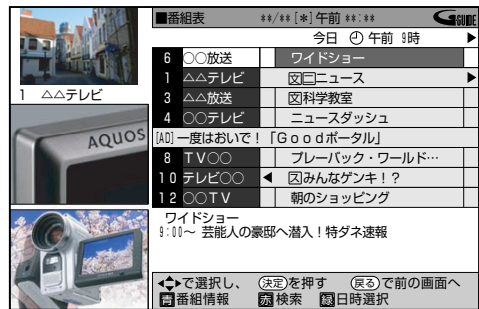 ■番組表 **/** [*] 午前 **:** GGUIDE
今日 午前 9時 ▶
1 △△テレビ
6 ○○放送 ワイドショー
1 △△テレビ 文二ニュース ▶
3 △△放送 文科学教室
4 ○○テレビ ニュースダッシュ
[AD] 一度はおいで！「Ｇｏｏｄポータル」
8 ＴＶ○○ プレーバック・ワールド…
10 テレビ○○ ◀ スみんなゲンキ！？
12 ○○ＴＶ 朝のショッピング
AQUOS
ワイドショー
9:00～ 芸能人の豪邸へ潜入！特ダネ速報
で選択し、 決定を押す 戻るで前の画面へ
青番組情報 赤検索 緑日時選択